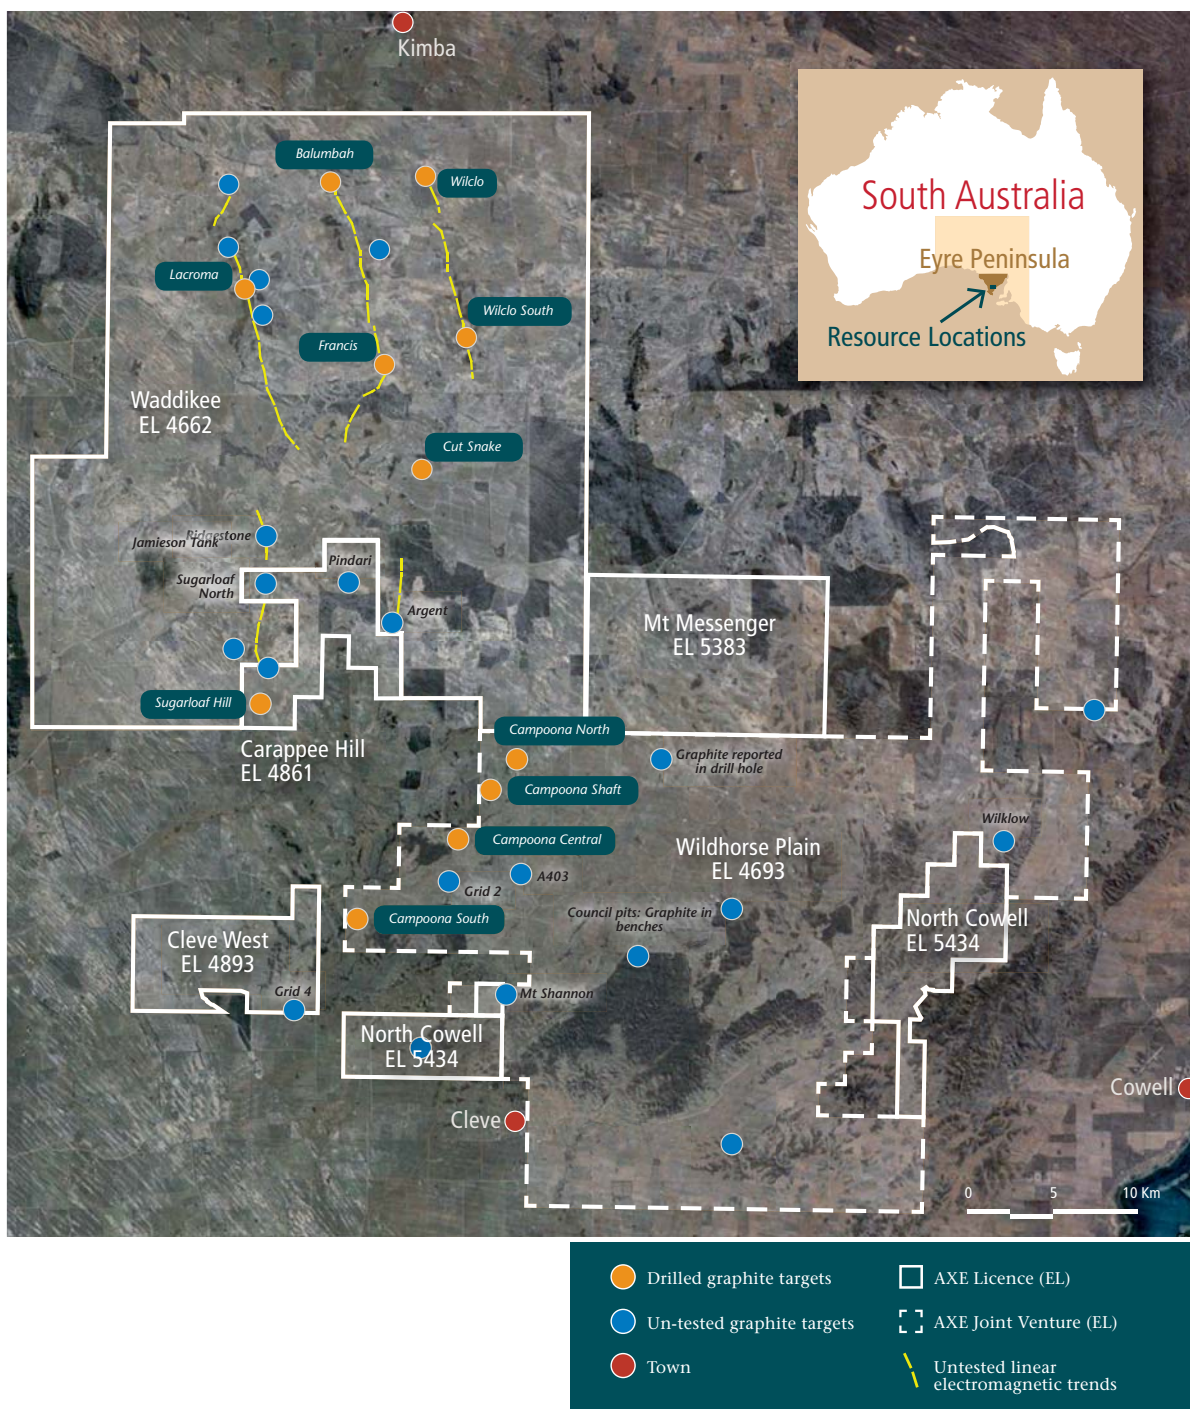 Kimba
South Australia
Eyre Peninsula
Resource Locations
Balumbah
Wilclo
Lacroma
Wilclo South
Francis
Waddikee
EL 4662
Cut Snake
Ridgestone
Jamieson Tank
Pindari
Sugarloaf
North
Argent
Mt Messenger
EL 5383
Sugarloaf Hill
Campoona North
Carappee Hill
EL 4861
Graphite reported
in drill hole
Campoona Shaft
Wilklow
Campoona Central
Wildhorse Plain
EL 4693
A403
Grid 2
Campoona South
Council pits: Graphite in
benches
North Cowell
EL 5434
Cleve West
EL 4893
Grid 4
Mt Shannon
North Cowell
EL 5434
Cowell
Cleve
0 5 10 Km
Drilled graphite targets
Un-tested graphite targets
Town
AXE Licence (EL)
AXE Joint Venture (EL)
Untested linear
electromagnetic trends